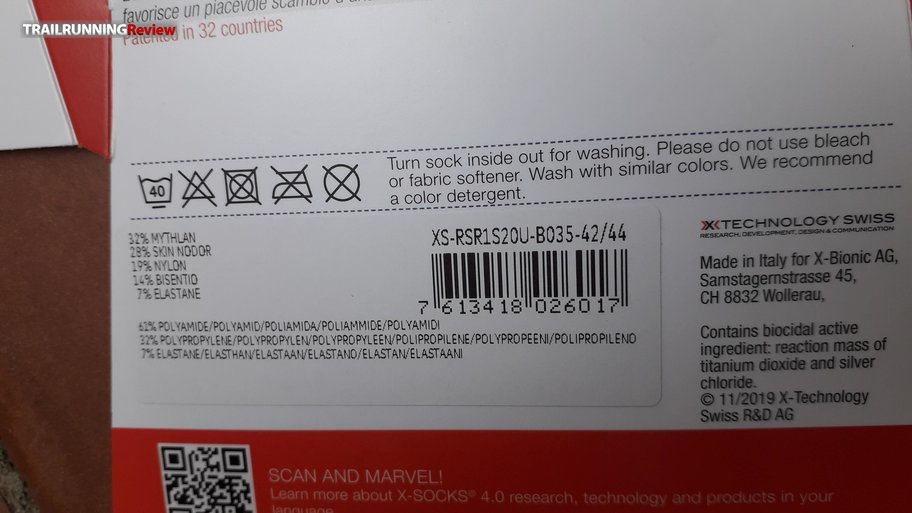 TRAILRUNNINGReview
favorisce un piacevole scambio d'
Patented in 32 countries
40
Turn sock inside out for washing. Please do not use bleach
or fabric softener. Wash with similar colors. We recommend
a color detergent.
32% MYTHLAN
28% SKIN NODOR
19% NYLON
14% BISENTIO
7% ELASTANE
XS-RSR1S20U-B035-42/44
7 613418 026017
61% POLYAMIDE/POLYAMID/POLIAMIDA/POLIAMMIDE/POLYAMIDI
32% POLYPROPYLENE/POLYPROPYLEN/POLYPROPYLEEN/POLIPROPILENE/POLYPROPEENI/POLIPROPILENO
7% ELASTANE/ELASTHAN/ELASTAAN/ELASTANO/ELASTAN/ELASTAANI
X-TECHNOLOGY SWISS
RESEARCH, DEVELOPMENT, DESIGN & COMMUNICATION
Made in Italy for X-Bionic AG,
Samstagernstrasse 45,
CH 8832 Wollerau,
Contains biocidal active
ingredient: reaction mass of
titanium dioxide and silver
chloride.
© 11/2019 X-Technology
Swiss R&D AG
SCAN AND MARVEL!
Learn more about X-SOCKS® 4.0 research, technology and products in your
language